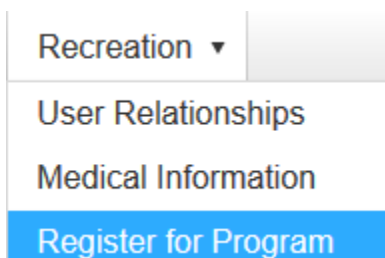 Recreation ▼
User Relationships
Medical Information
Register for Program